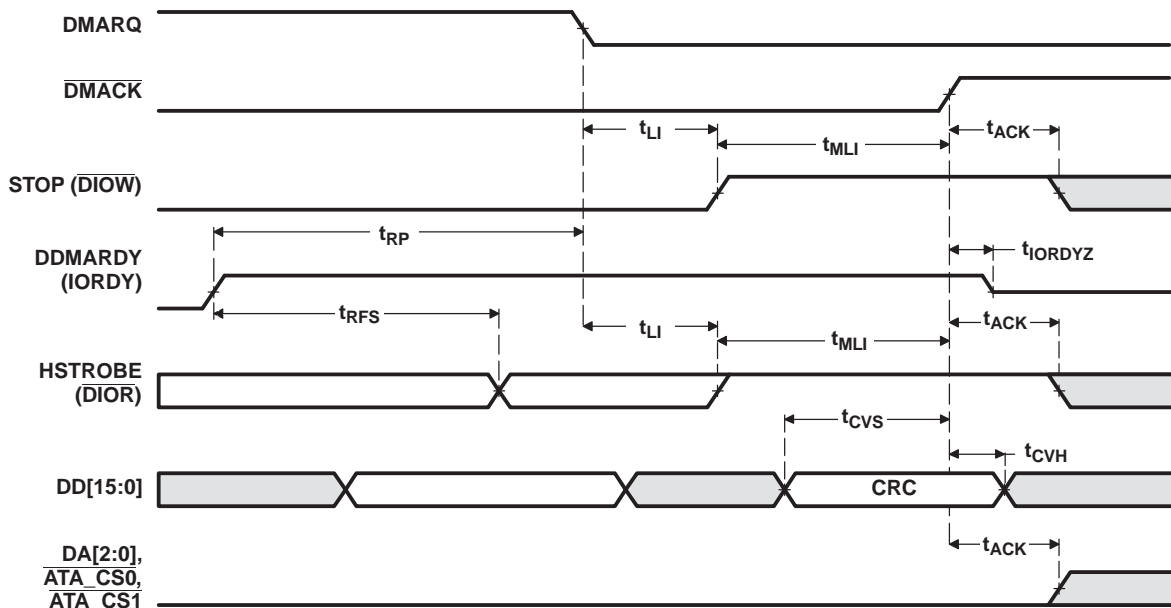 DMARQ
DMACK
tLI
tMLI
tACK
STOP (DIOW)
tRP
DDMARDY
(IORDY)
tIORDYZ
tRFS
tLI
tMLI
tACK
HSTROBE
(DIOR)
tCVS
tCVH
DD[15:0]
CRC
tACK
DA[2:0],
ATA_CS0,
ATA_CS1